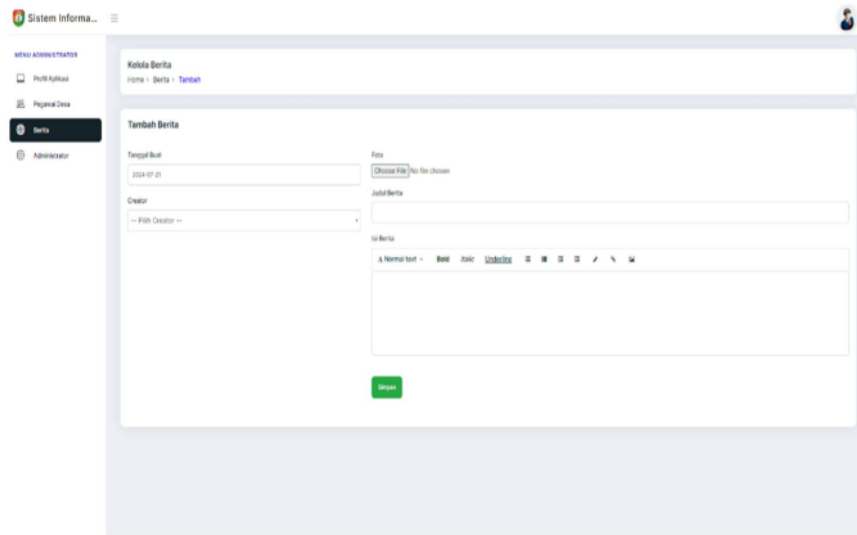 Sistem Informa...
MENU ADMINISTRATOR
Profil Aplikasi
Pegawai Desa
Berita
Administrator
Kelola Berita
Home > Berita > Tambah
Tambah Berita
Tanggal Buat
2024-07-21
Creator
-- Pilih Creator --
Foto
Choose File No file chosen
Judul Berita
Isi Berita
A Normal text Bold Italic Underline
Simpan